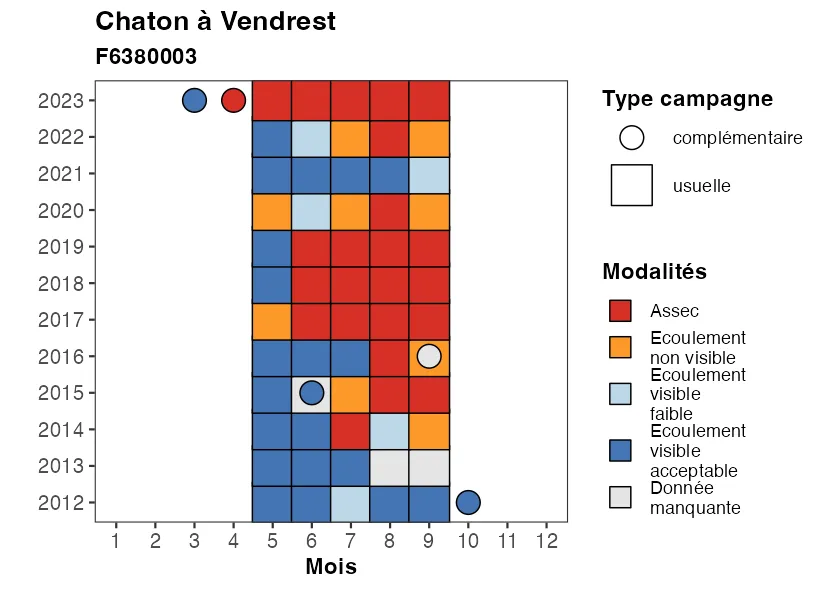 Chaton à Vendrest
F6380003
2023
2022
2021
2020
2019
2018
2017
2016
2015
2014
2013
2012
1 2 3 4 5 6 7 8 9 10 11 12
Mois
Type campagne
complémentaire
usuelle
Modalités
Assec
Ecoulement
non visible
Ecoulement
visible
faible
Ecoulement
visible
acceptable
Donnée
manquante